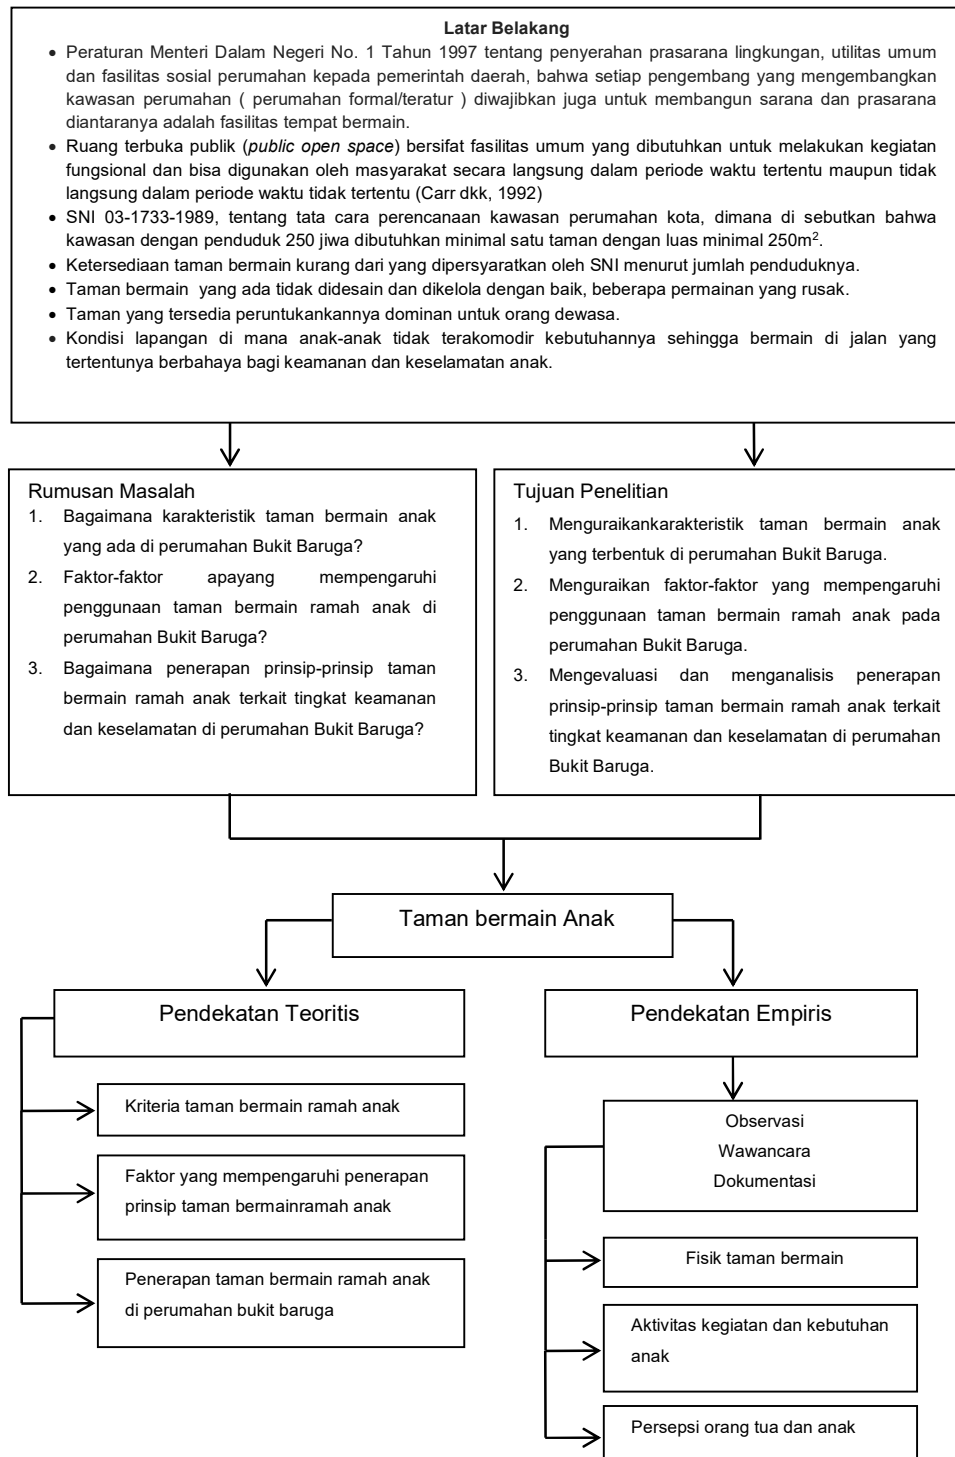 Latar Belakang
• Peraturan Menteri Dalam Negeri No. 1 Tahun 1997 tentang penyerahan prasarana lingkungan, utilitas umum
dan fasilitas sosial perumahan kepada pemerintah daerah, bahwa setiap pengembang yang mengembangkan
kawasan perumahan ( perumahan formal/teratur ) diwajibkan juga untuk membangun sarana dan prasarana
diantaranya adalah fasilitas tempat bermain.
• Ruang terbuka publik (public open space) bersifat fasilitas umum yang dibutuhkan untuk melakukan kegiatan
fungsional dan bisa digunakan oleh masyarakat secara langsung dalam periode waktu tertentu maupun tidak
langsung dalam periode waktu tidak tertentu (Carr dkk, 1992)
• SNI 03-1733-1989, tentang tata cara perencanaan kawasan perumahan kota, dimana di sebutkan bahwa
kawasan dengan penduduk 250 jiwa dibutuhkan minimal satu taman dengan luas minimal 250m².
• Ketersediaan taman bermain kurang dari yang dipersyaratkan oleh SNI menurut jumlah penduduknya.
• Taman bermain yang ada tidak didesain dan dikelola dengan baik, beberapa permainan yang rusak.
• Taman yang tersedia peruntukankannya dominan untuk orang dewasa.
• Kondisi lapangan di mana anak-anak tidak terakomodir kebutuhannya sehingga bermain di jalan yang
tertentunya berbahaya bagi keamanan dan keselamatan anak.
Rumusan Masalah
1. Bagaimana karakteristik taman bermain anak
yang ada di perumahan Bukit Baruga?
2. Faktor-faktor apayang mempengaruhi
penggunaan taman bermain ramah anak di
perumahan Bukit Baruga?
3. Bagaimana penerapan prinsip-prinsip taman
bermain ramah anak terkait tingkat keamanan
dan keselamatan di perumahan Bukit Baruga?
Tujuan Penelitian
1. Menguraikankarakteristik taman bermain anak
yang terbentuk di perumahan Bukit Baruga.
2. Menguraikan faktor-faktor yang mempengaruhi
penggunaan taman bermain ramah anak pada
perumahan Bukit Baruga.
3. Mengevaluasi dan menganalisis penerapan
prinsip-prinsip taman bermain ramah anak terkait
tingkat keamanan dan keselamatan di perumahan
Bukit Baruga.
Taman bermain Anak
Pendekatan Teoritis
Kriteria taman bermain ramah anak
Faktor yang mempengaruhi penerapan
prinsip taman bermainramah anak
Penerapan taman bermain ramah anak
di perumahan bukit baruga
Pendekatan Empiris
Observasi
Wawancara
Dokumentasi
Fisik taman bermain
Aktivitas kegiatan dan kebutuhan
anak
Persepsi orang tua dan anak